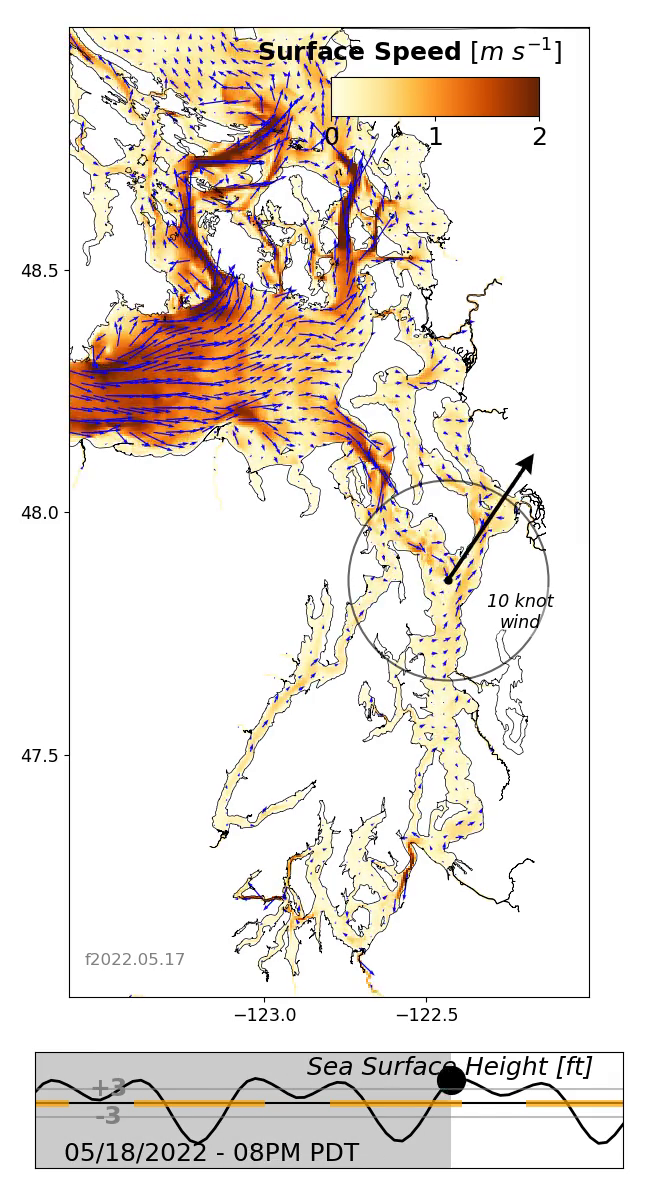 Surface Speed [m s⁻¹]
0 1 2
48.5
48.0
10 knot
wind
47.5
f2022.05.17
−123.0 −122.5
Sea Surface Height [ft]
+3
-3
05/18/2022 - 08PM PDT